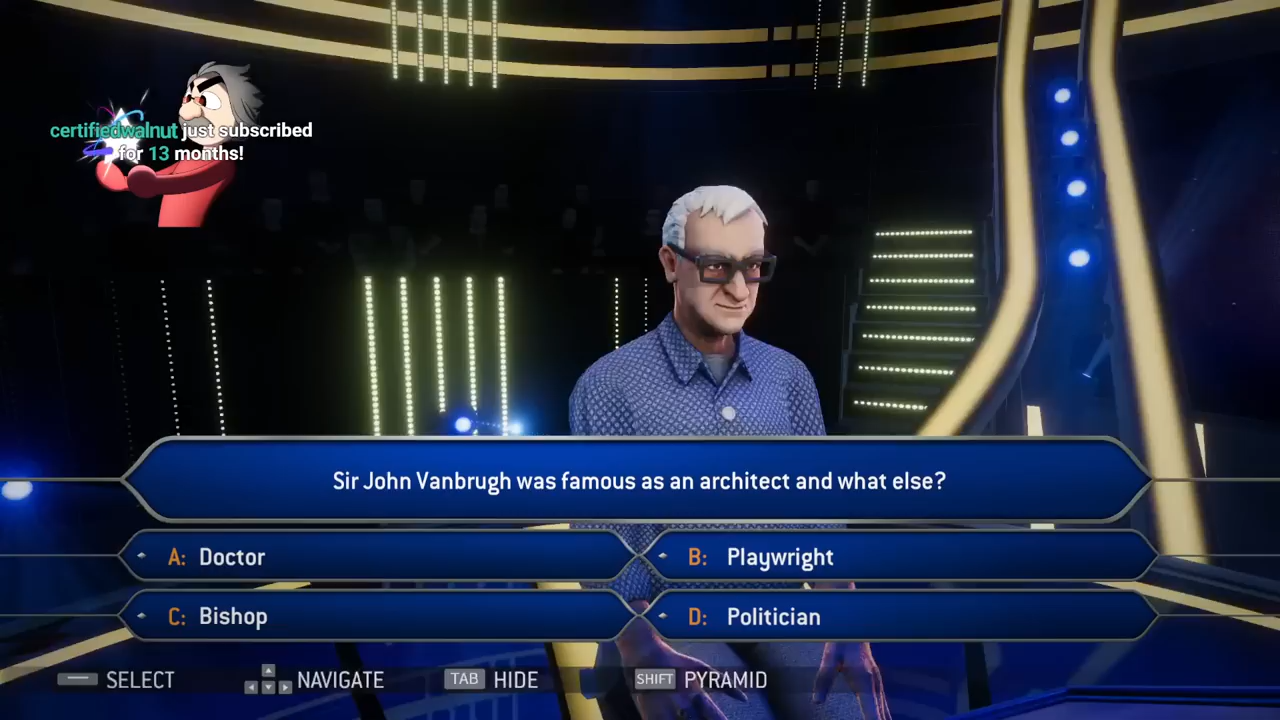 certifiedwalnut just subscribed
for 13 months!
Sir John Vanbrugh was famous as an architect and what else?
A: Doctor
B: Playwright
C: Bishop
D: Politician
SELECT
NAVIGATE
TAB HIDE
SHIFT PYRAMID